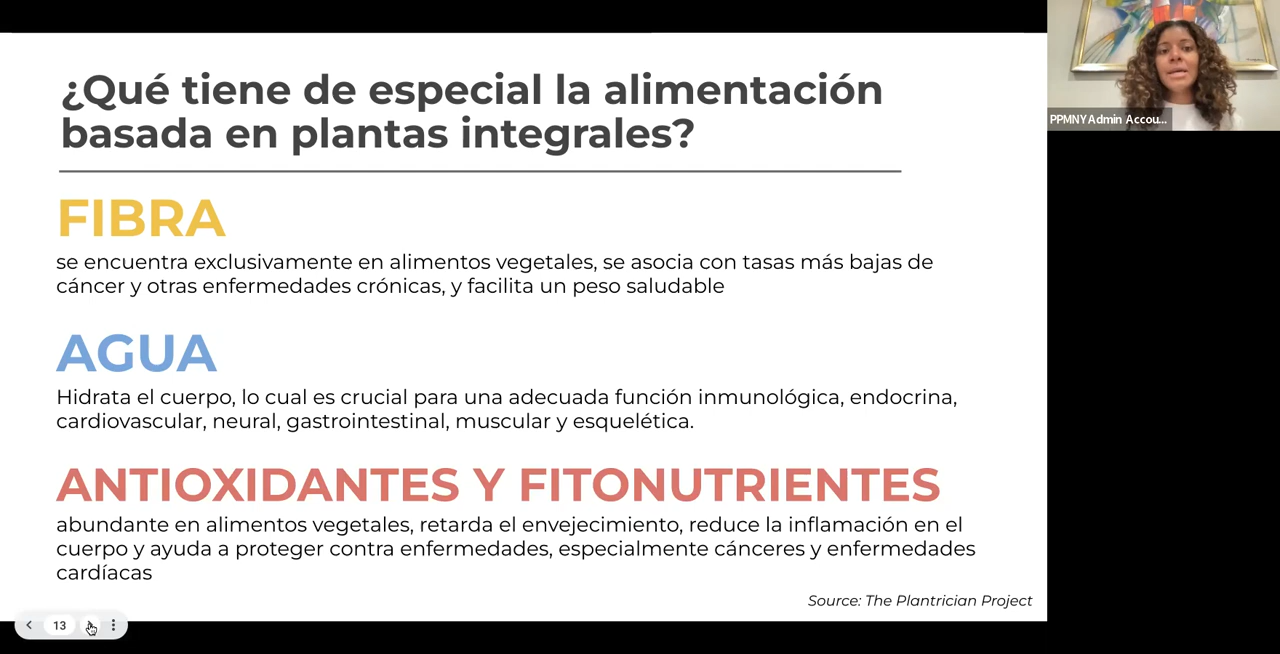 ¿Qué tiene de especial la alimentación
basada en plantas integrales?
FIBRA
se encuentra exclusivamente en alimentos vegetales, se asocia con tasas más bajas de
cáncer y otras enfermedades crónicas, y facilita un peso saludable
AGUA
Hidrata el cuerpo, lo cual es crucial para una adecuada función inmunológica, endocrina,
cardiovascular, neural, gastrointestinal, muscular y esquelética.
ANTIOXIDANTES Y FITONUTRIENTES
abundante en alimentos vegetales, retarda el envejecimiento, reduce la inflamación en el
cuerpo y ayuda a proteger contra enfermedades, especialmente cánceres y enfermedades
cardíacas
Source: The Plantrician Project
13
PPMNY Admin Accou...